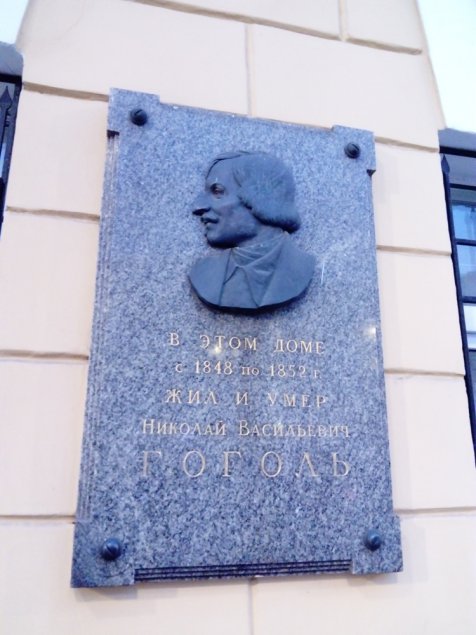 В ЭТОМ ДОМЕ
С 1848 ПО 1852 Г.
ЖИЛ И УМЕР
НИКОЛАЙ ВАСИЛЬЕВИЧ
ГОГОЛЬ